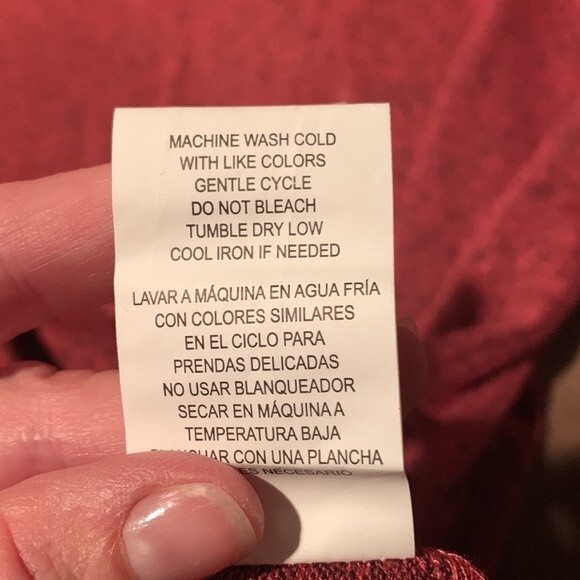 MACHINE WASH COLD
WITH LIKE COLORS
GENTLE CYCLE
DO NOT BLEACH
TUMBLE DRY LOW
COOL IRON IF NEEDED
LAVAR A MÁQUINA EN AGUA FRÍA
CON COLORES SIMILARES
EN EL CICLO PARA
PRENDAS DELICADAS
NO USAR BLANQUEADOR
SECAR EN MÁQUINA A
TEMPERATURA BAJA
CON UNA PLANCHA
ES NECESARIO